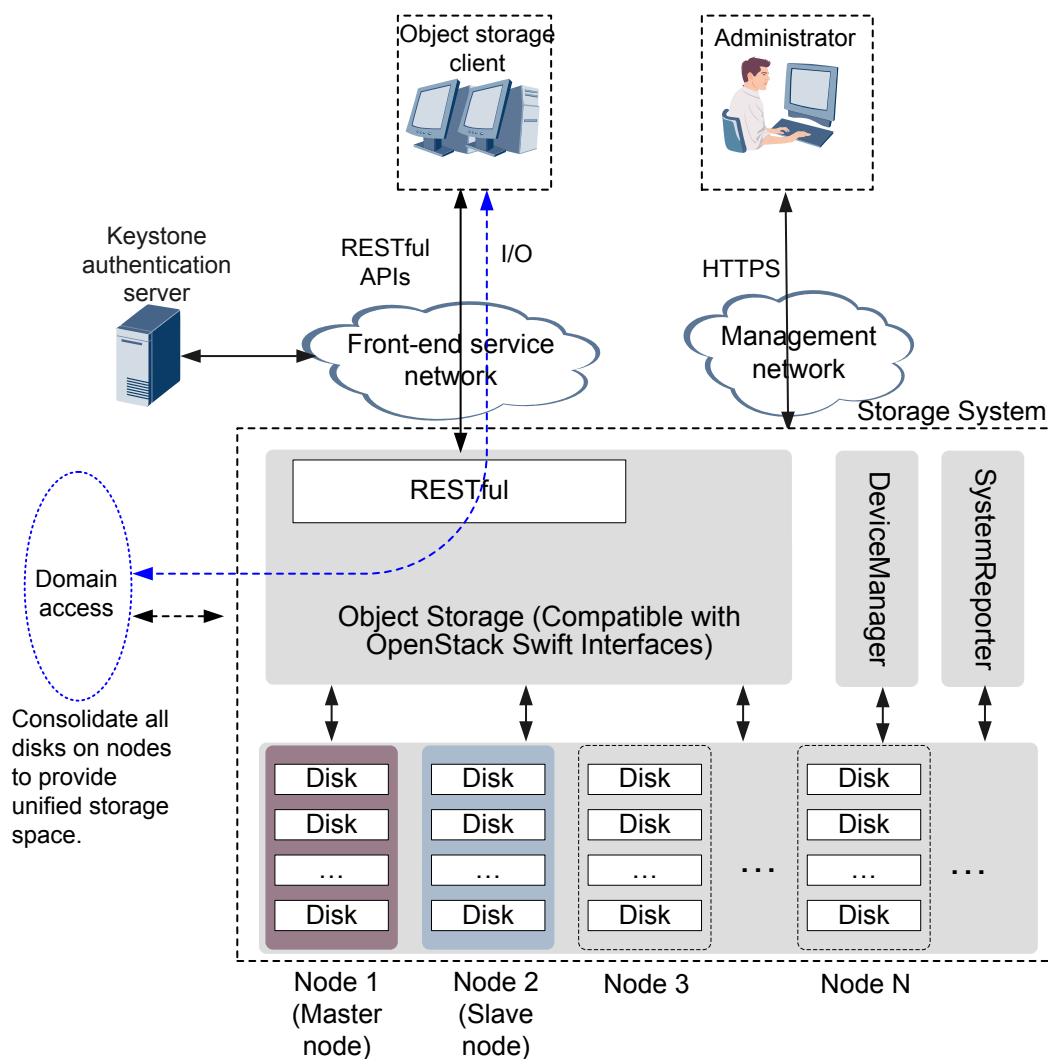 Object storage
client
Administrator
Keystone
authentication
server
RESTful
APIs
I/O
HTTPS
Front-end service
network
Management
network
Storage System
RESTful
DeviceManager
SystemReporter
Domain
access
Object Storage (Compatible with
OpenStack Swift Interfaces)
Consolidate all
disks on nodes
to provide
unified storage
space.
Disk
Disk
…
Disk
Disk
Disk
…
Disk
Disk
Disk
…
Disk
…
Disk
Disk
…
Disk
…
Node 1
(Master
node)
Node 2
(Slave
node)
Node 3
Node N